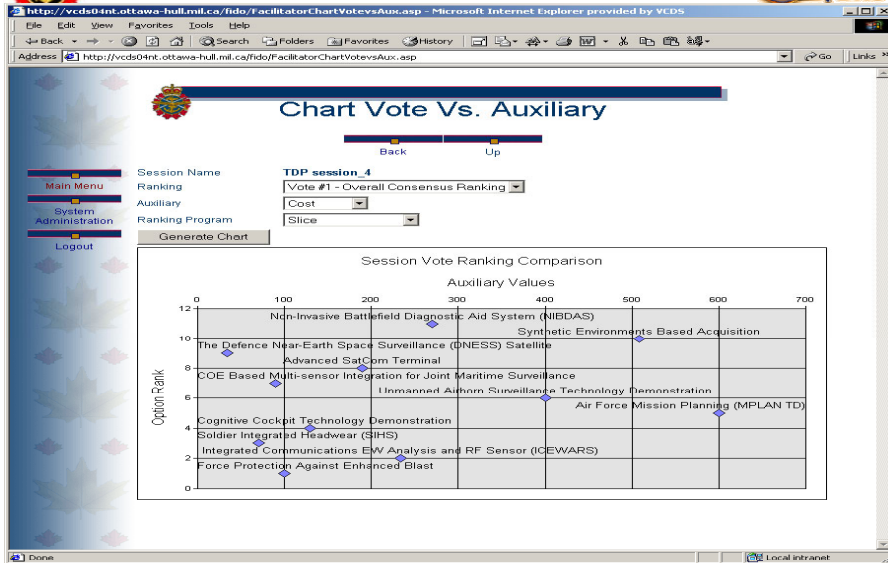 http://vcds04nt.ottawa-hull.mil.ca/fido/FacilitatorChartVotevsAux.asp - Microsoft Internet Explorer provided by VCDS
File Edit View Favorites Tools Help
Back Search Folders Favorites History
Address http://vcds04nt.ottawa-hull.mil.ca/fido/FacilitatorChartVotevsAux.asp Go Links »
Chart Vote Vs. Auxiliary
Back Up
Main Menu
System
Administration
Logout
Session Name TDP session_4
Ranking Vote #1 - Overall Consensus Ranking
Auxiliary Cost
Ranking Program Slice
Generate Chart
Session Vote Ranking Comparison
Auxiliary Values
0 100 200 300 400 500 600 700
12
Non-Invasive Battlefield Diagnostic Aid System (NIBDAS)
Synthetic Environments Based Acquisition
10
The Defence Near-Earth Space Surveillance (DNESS) Satellite
Advanced SatCom Terminal
8
COE Based Multi-sensor Integration for Joint Maritime Surveillance
Unmanned Airborn Surveillance Technology Demonstration
6
Air Force Mission Planning (MPLAN TD)
Option Rank
Cognitive Cockpit Technology Demonstration
4
Soldier Integrated Headwear (SIHS)
Integrated Communications EW Analysis and RF Sensor (ICEWARS)
2
Force Protection Against Enhanced Blast
0
Done Local intranet